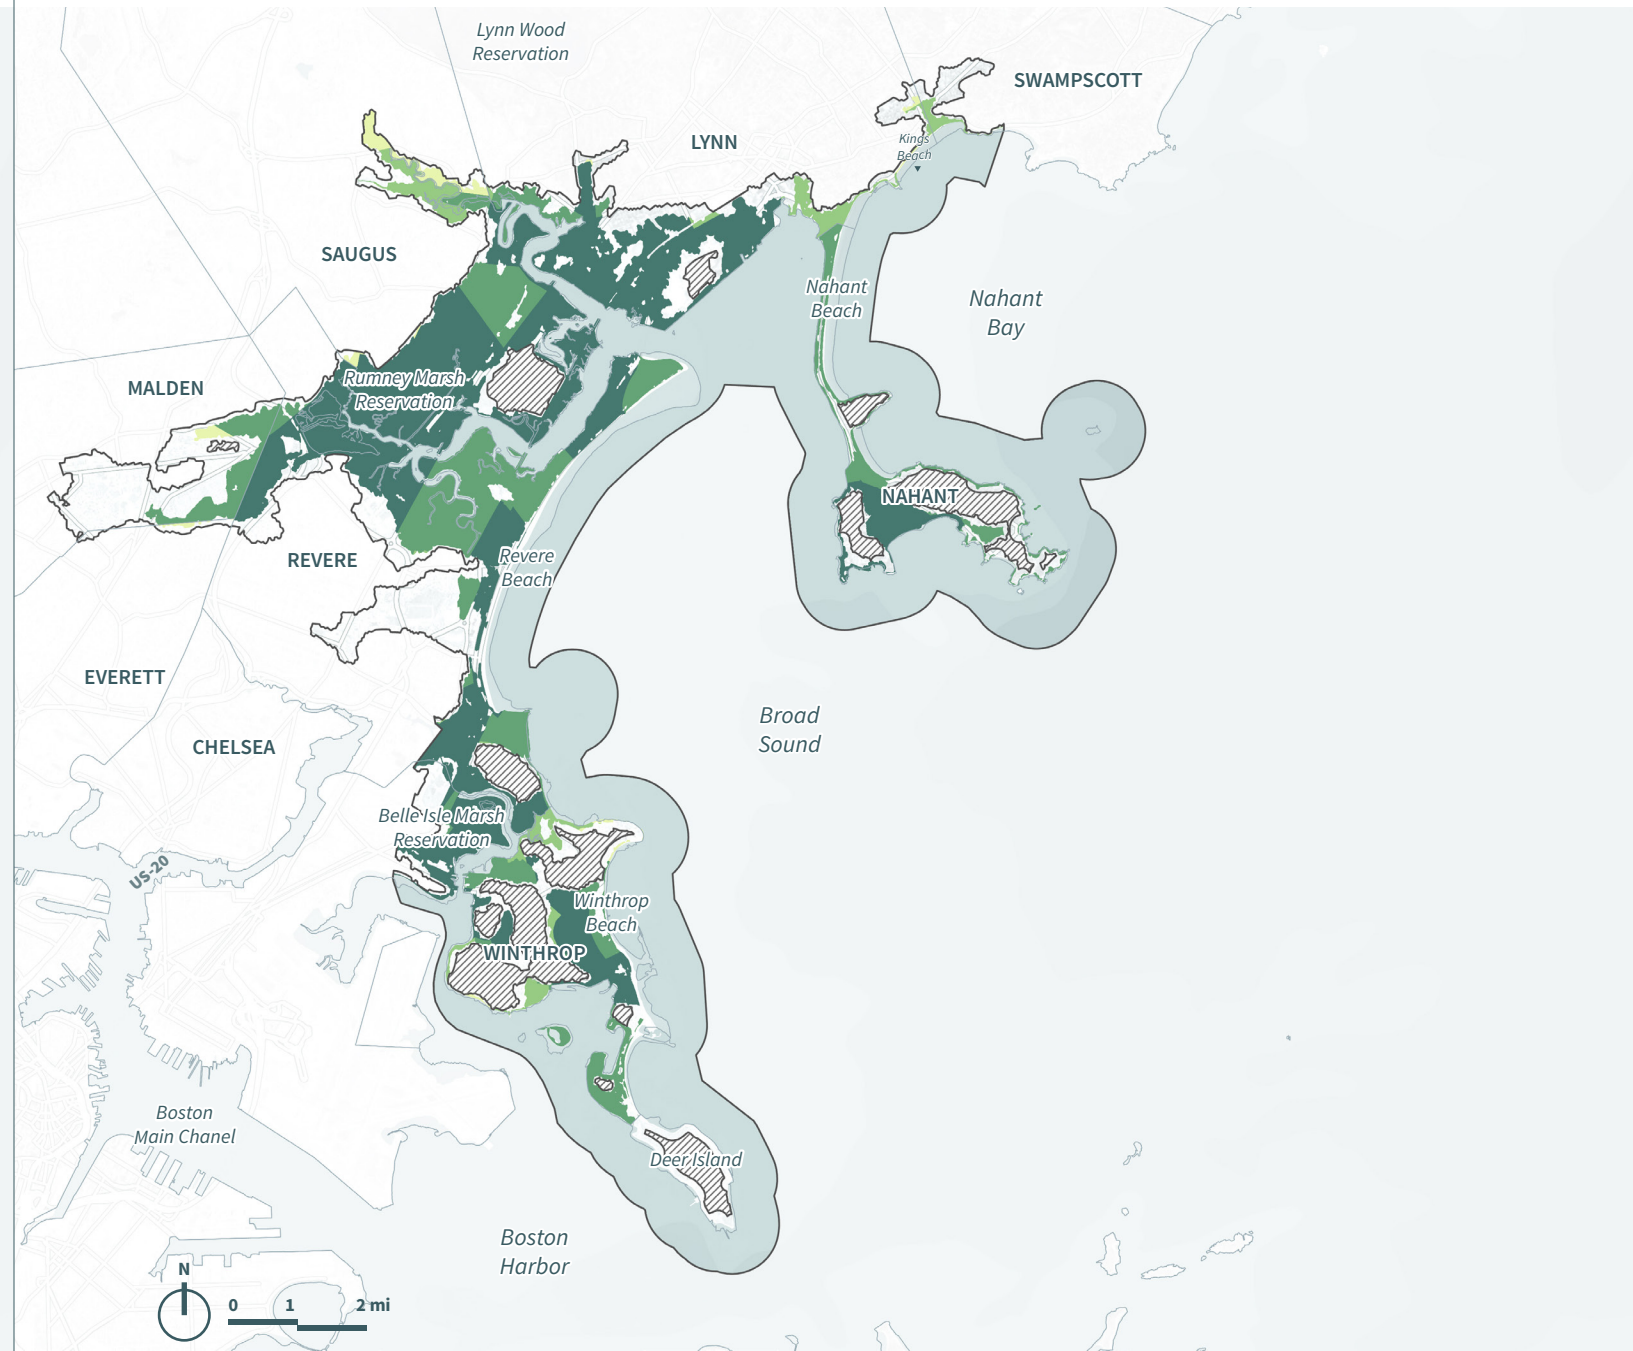 Lynn Wood
Reservation
SWAMPSCOTT
LYNN
Kings
Beach
SAUGUS
Nahant
Beach
Nahant
Bay
MALDEN
Rumney Marsh
Reservation
NAHANT
REVERE
Revere
Beach
EVERETT
Broad
Sound
CHELSEA
Belle Isle Marsh
Reservation
US-20
Winthrop
Beach
WINTHROP
Boston
Main Chanel
Deer Island
Boston
Harbor
N
0 1 2 mi